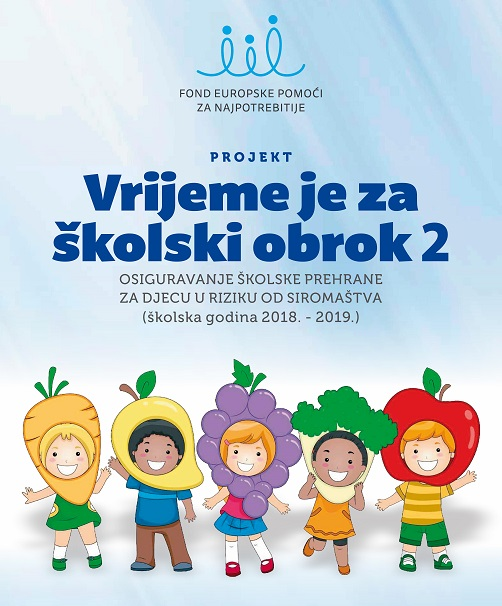 FOND EUROPSKE POMOĆI
ZA NAJPOTREBITIJE
PROJEKT
Vrijeme je za
školski obrok 2
OSIGURAVANJE ŠKOLSKE PREHRANE
ZA DJECU U RIZIKU OD SIROMAŠTVA
(školska godina 2018. - 2019.)